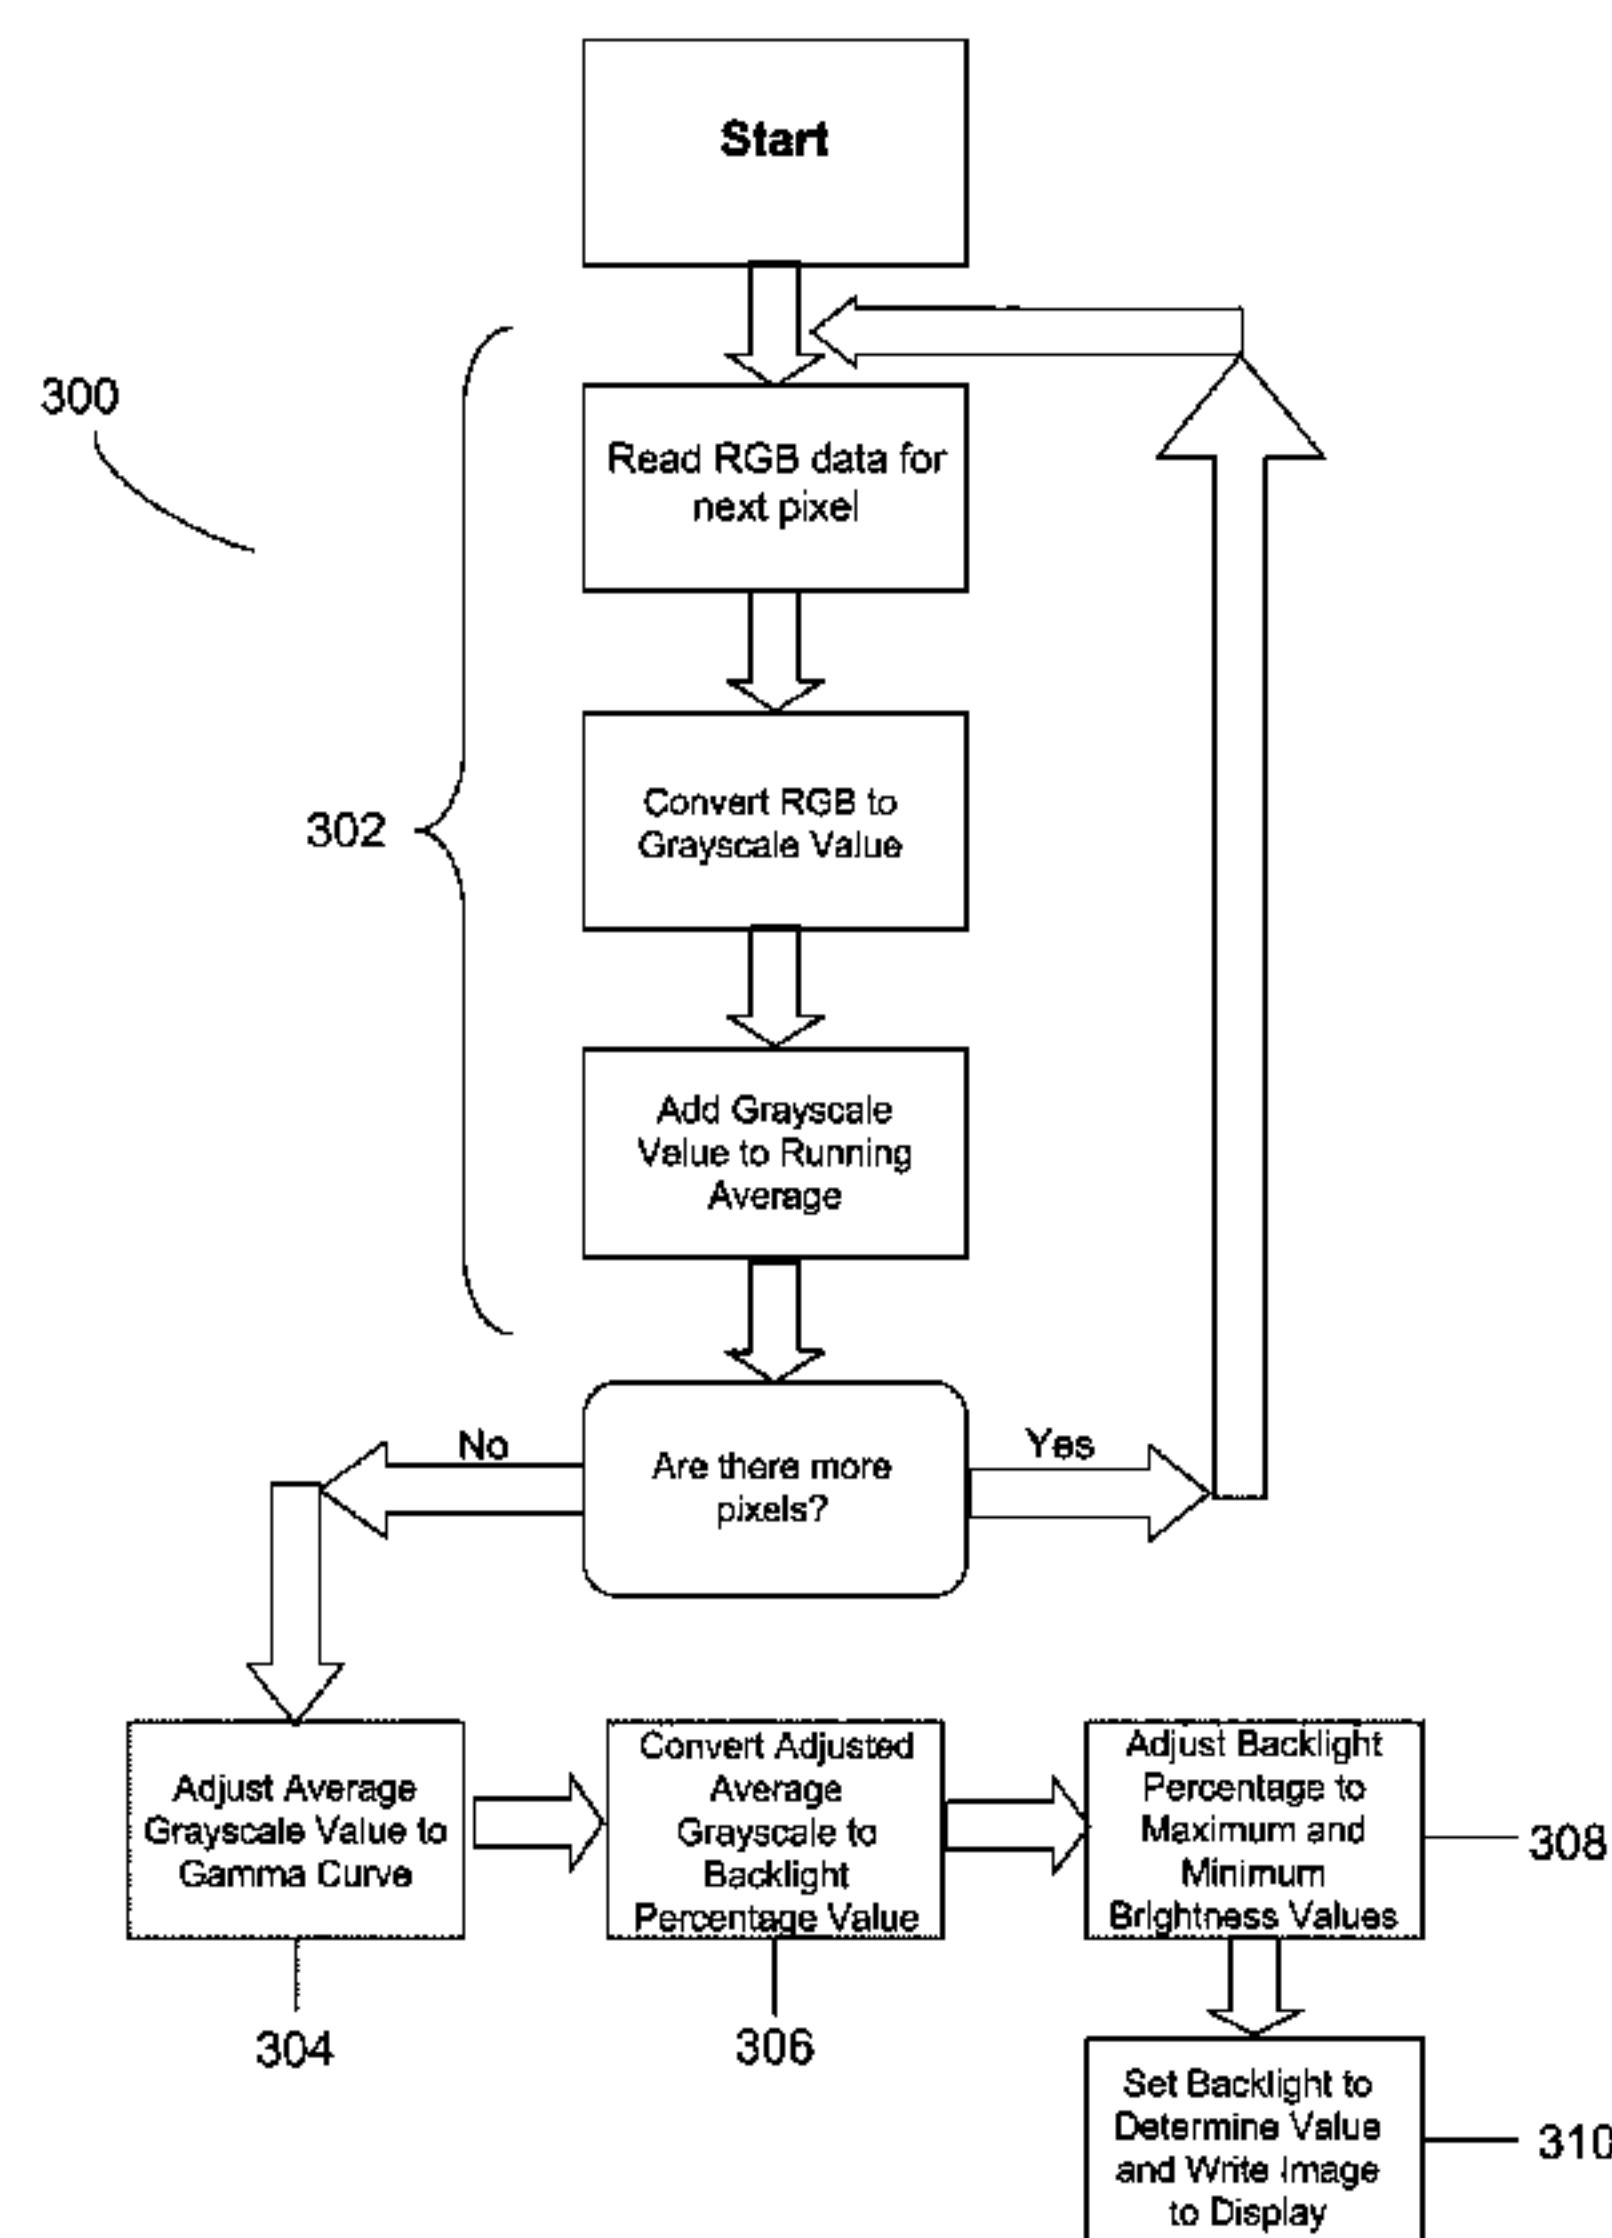 Start
300
Read RGB data for
next pixel
302
Convert RGB to
Grayscale Value
Add Grayscale
Value to Running
Average
No
Are there more
pixels?
Yes
Adjust Average
Grayscale Value to
Gamma Curve
Convert Adjusted
Average
Grayscale to
Backlight
Percentage Value
Adjust Backlight
Percentage to
Maximum and
Minimum
Brightness Values
308
304
306
Set Backlight to
Determine Value
and Write Image
to Display
310